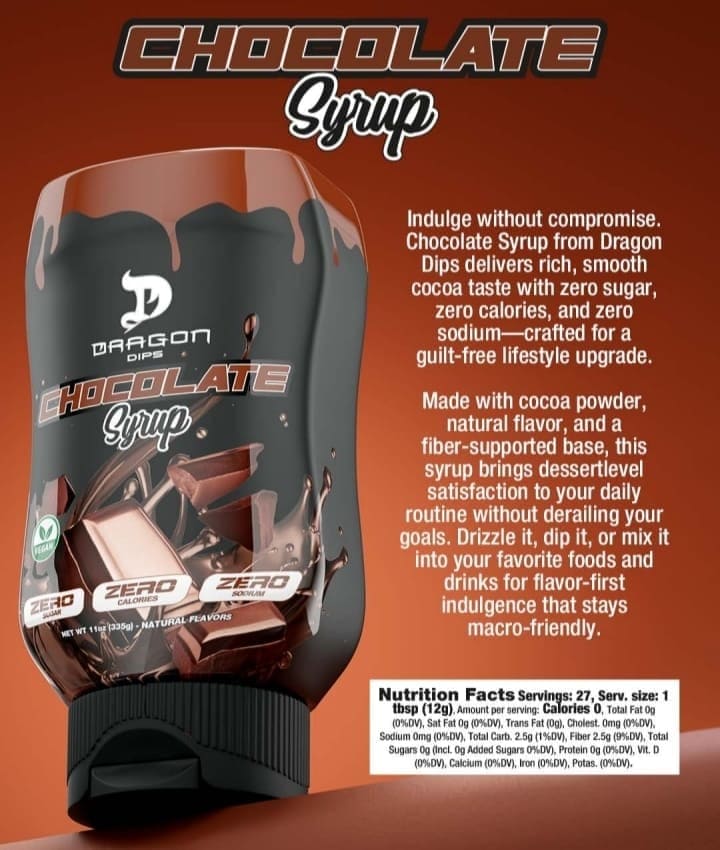 CHOCOLATE
Syrup
Indulge without compromise.
Chocolate Syrup from Dragon
Dips delivers rich, smooth
cocoa taste with zero sugar,
zero calories, and zero
sodium—crafted for a
guilt-free lifestyle upgrade.
Made with cocoa powder,
natural flavor, and a
fiber-supported base, this
syrup brings dessertlevel
satisfaction to your daily
routine without derailing your
goals. Drizzle it, dip it, or mix it
into your favorite foods and
drinks for flavor-first
indulgence that stays
macro-friendly.
DRAGON
DIPS
CHOCOLATE
Syrup
VEGAN
ZERO
SUGAR
ZERO
CALORIES
ZERO
SODIUM
NET WT 11oz (335g) - NATURAL FLAVORS
Nutrition Facts Servings: 27, Serv. size: 1
tbsp (12g), Amount per serving: Calories 0, Total Fat 0g
(0%DV), Sat Fat 0g (0%DV), Trans Fat (0g), Cholest. 0mg (0%DV),
Sodium 0mg (0%DV), Total Carb. 2.5g (1%DV), Fiber 2.5g (9%DV), Total
Sugars 0g (Incl. 0g Added Sugars 0%DV), Protein 0g (0%DV), Vit. D
(0%DV), Calcium (0%DV), Iron (0%DV), Potas. (0%DV).